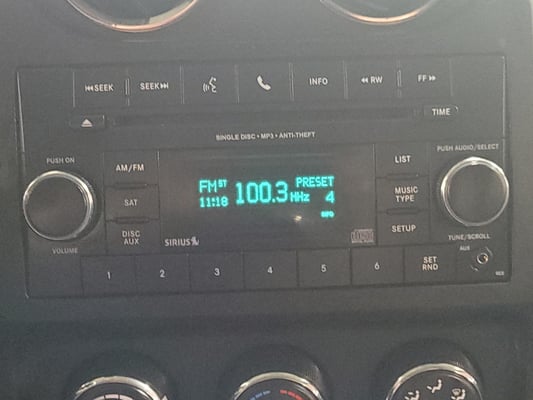 ⏮SEEK SEEK⏭ INFO ◀◀ RW FF ▶▶
TIME
SINGLE DISC • MP3 • ANTI-THEFT
PUSH ON
PUSH AUDIO/SELECT
AM/FM
LIST
FM ST 100.3 MHz PRESET
11:18 4
SAT
MUSIC
TYPE
INFO
DISC
AUX
SIRIUS
SETUP
VOLUME
TUNE/SCROLL
AUX
1 2 3 4 5 6 SET
RND
RES